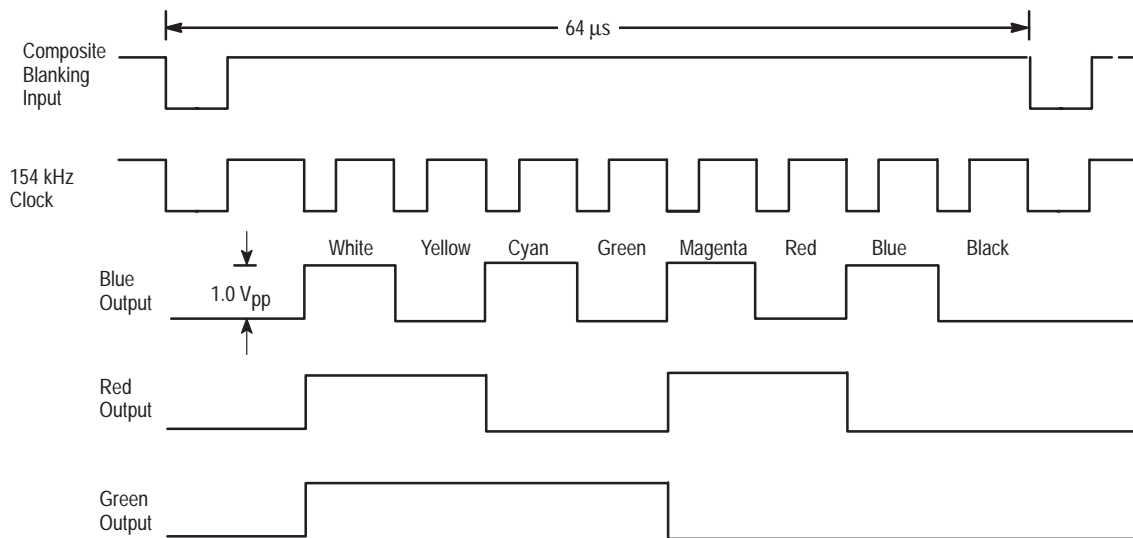 64 μs
Composite
Blanking
Input
154 kHz
Clock
White Yellow Cyan Green Magenta Red Blue Black
Blue
Output
1.0 Vpp
Red
Output
Green
Output